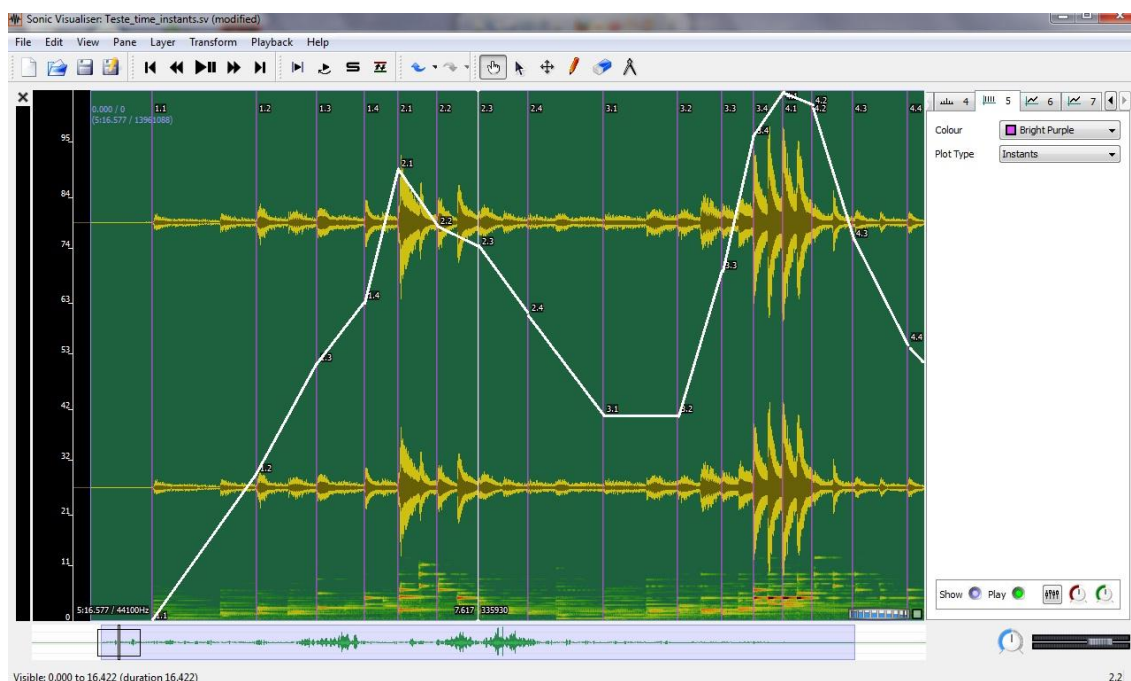 Sonic Visualiser: Teste_time_instants.sv (modified)
File Edit View Pane Layer Transform Playback Help
4 5 6 7
0.000 / 0 1.1 1.2 1.3 1.4 2.1 2.2 2.3 2.4 3.1 3.2 3.3 3.4 4.1 4.2 4.3 4.4
(5:16.577 / 13961088)
Colour Bright Purple
3.4
95
Plot Type Instants
2.1
84
2.2
4.3
74 2.3
3.3
63 1.4
2.4
4.4
53 1.3
42 3.1 3.2
32
1.2
21
11
Show Play
5:16.577 / 44100Hz 7.617 335930
0 1.1
Visible: 0.000 to 16.422 (duration 16.422) 2.2